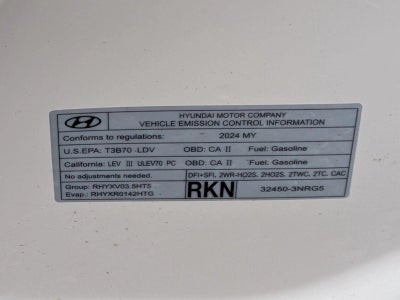 HYUNDAI MOTOR COMPANY
VEHICLE EMISSION CONTROL INFORMATION
Conforms to regulations: 2024 MY
U.S.EPA: T3B70 LDV OBD: CA II Fuel: Gasoline
California: LEV III ULEV70 PC OBD: CA II Fuel: Gasoline
No adjustments needed. DFI+SFI, 2WR-HO2S, 2HO2S, 2TWC, 2TC, CAC
Group: RHYXV03.5HT5 RKN 32450-3NRG5
Evap.: RHYXR0142HTG